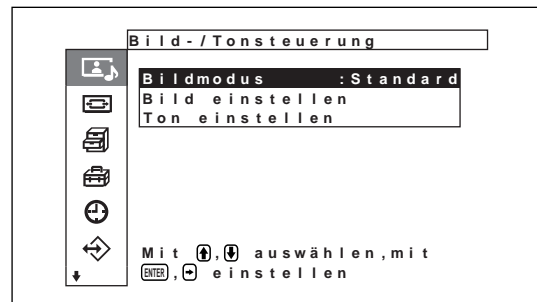 Bild-/Tonsteuerung
Bildmodus :Standard
Bild einstellen
Ton einstellen
Mit ↑,↓ auswählen,mit
ENTER,→ einstellen